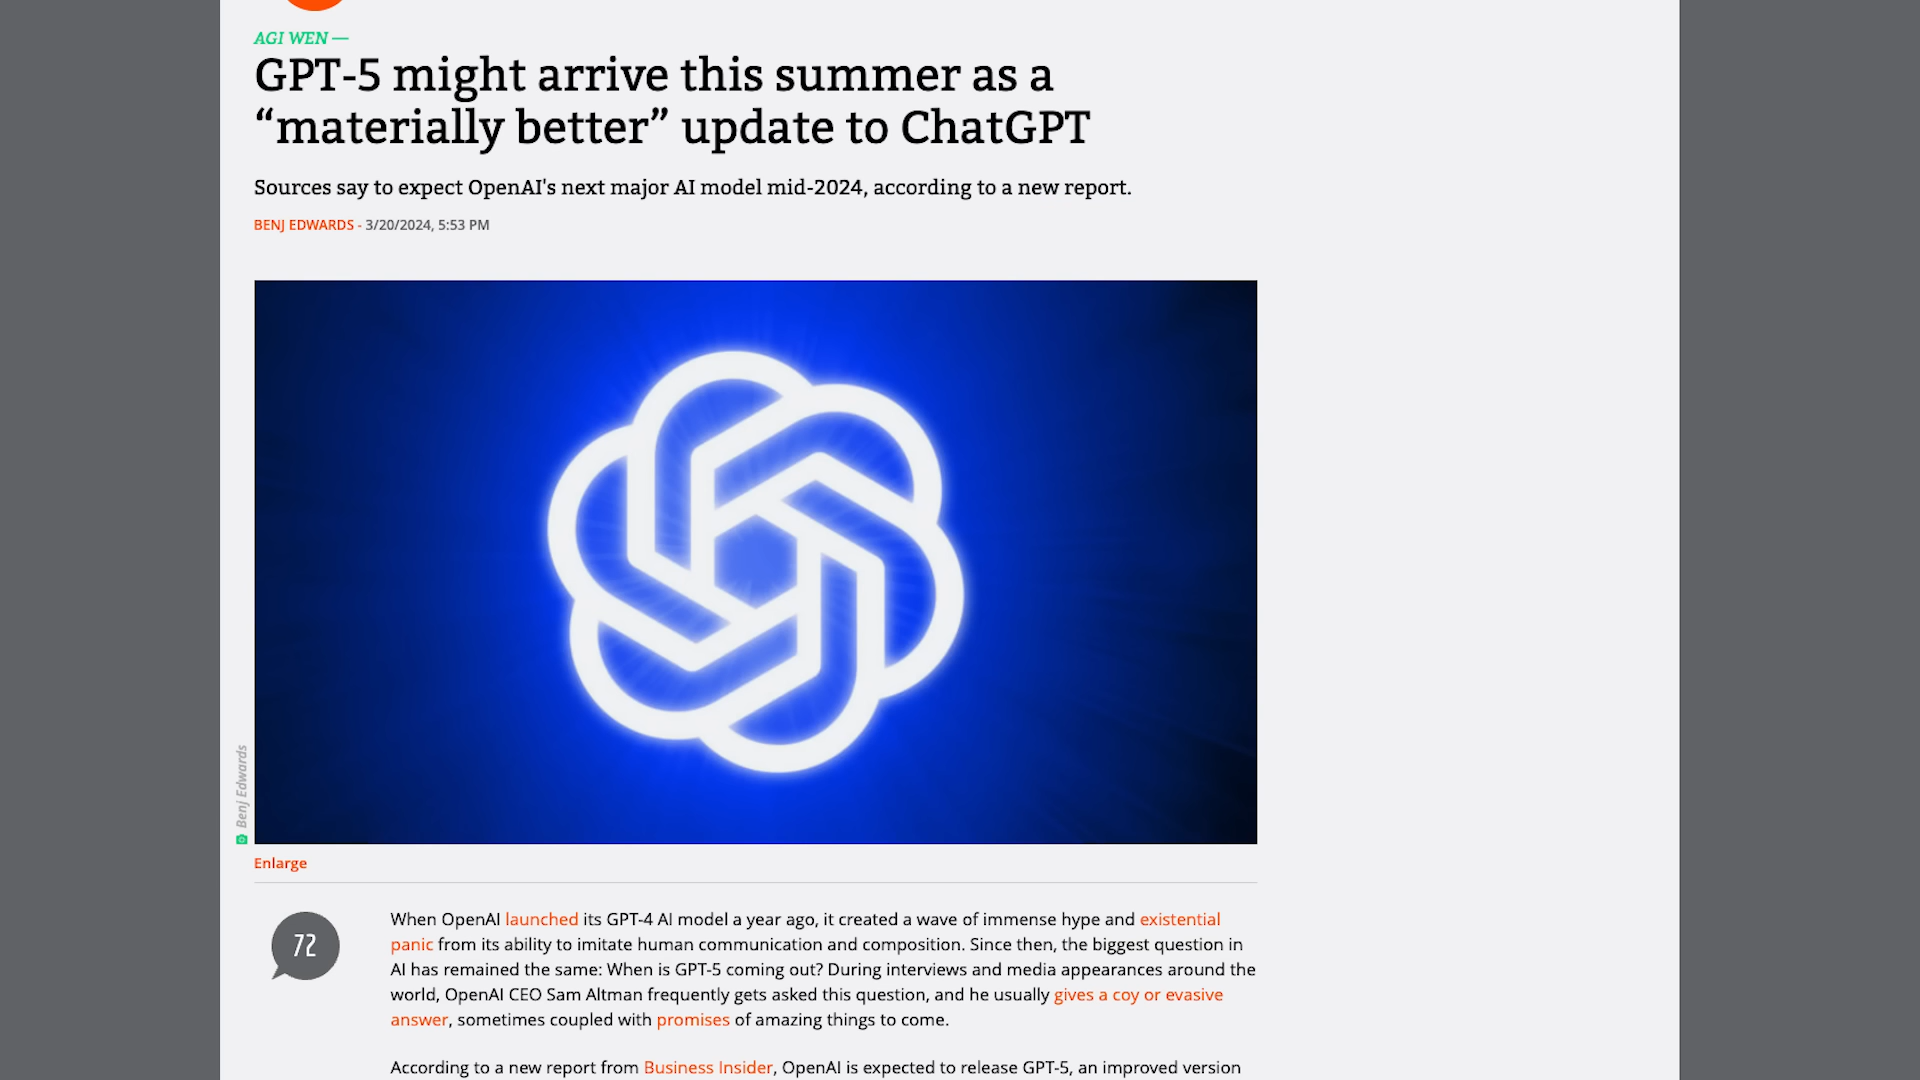 AGI WEN —
GPT-5 might arrive this summer as a
“materially better” update to ChatGPT
Sources say to expect OpenAI's next major AI model mid-2024, according to a new report.
BENJ EDWARDS - 3/20/2024, 5:53 PM
Benj Edwards
Enlarge
72
When OpenAI launched its GPT-4 AI model a year ago, it created a wave of immense hype and existential
panic from its ability to imitate human communication and composition. Since then, the biggest question in
AI has remained the same: When is GPT-5 coming out? During interviews and media appearances around the
world, OpenAI CEO Sam Altman frequently gets asked this question, and he usually gives a coy or evasive
answer, sometimes coupled with promises of amazing things to come.
According to a new report from Business Insider, OpenAI is expected to release GPT-5, an improved version